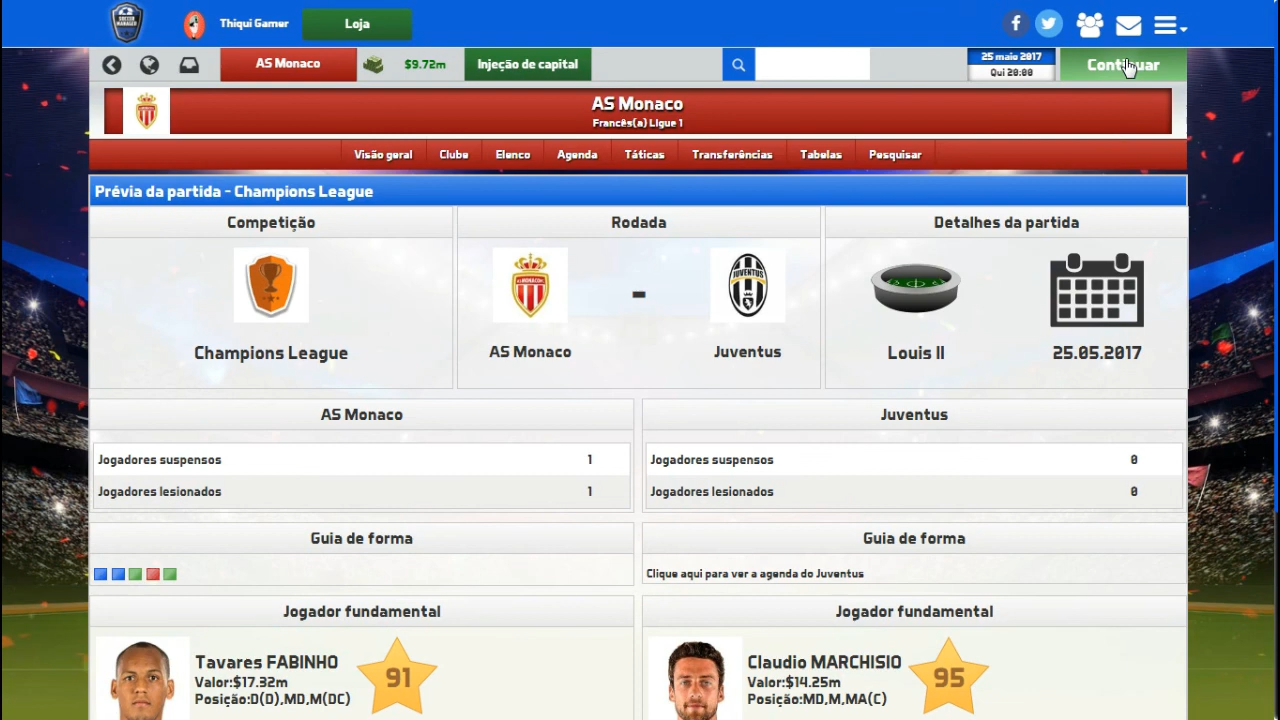 SOCCER MANAGER
Thiqui Gamer
Loja
AS Monaco
$9.72m
Injeção de capital
25 maio 2017
Qui 20:00
Continuar
AS Monaco
Francês(a) Ligue 1
Visão geral
Clube
Elenco
Agenda
Táticas
Transferências
Tabelas
Pesquisar
Prévia da partida - Champions League
Competição
Rodada
Detalhes da partida
JUVENTUS
-
Champions League
AS Monaco
Juventus
Louis II
25.05.2017
AS Monaco
Juventus
Jogadores suspensos 1
Jogadores suspensos 0
Jogadores lesionados 1
Jogadores lesionados 0
Guia de forma
Guia de forma
Clique aqui para ver a agenda do Juventus
Jogador fundamental
Jogador fundamental
Tavares FABINHO
Valor:$17.32m
Posição:D(D),MD,M(DC)
91
Claudio MARCHISIO
Valor:$14.25m
Posição:MD,M,MA(C)
95